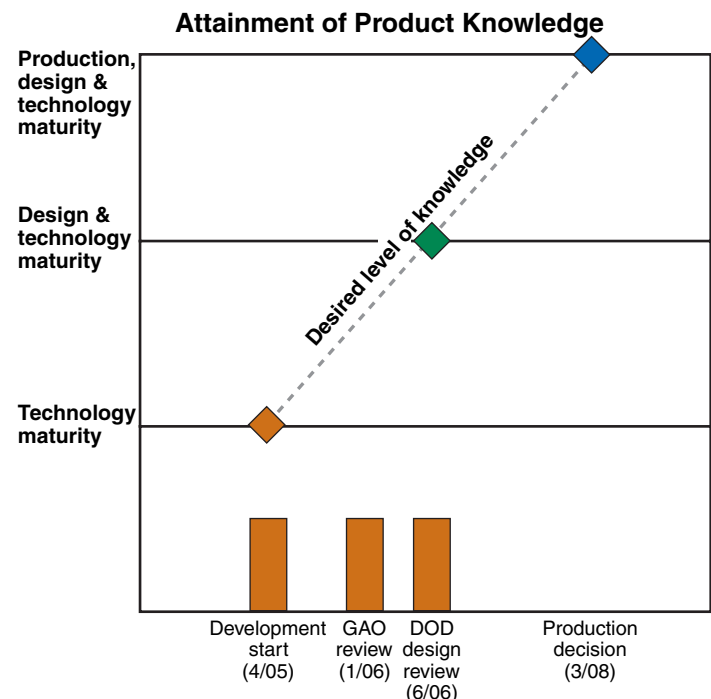 Attainment of Product Knowledge
Production,
design &
technology
maturity
Design &
technology
maturity
Desired level of knowledge
Technology
maturity
Development
start
(4/05)
GAO
review
(1/06)
DOD
design
review
(6/06)
Production
decision
(3/08)